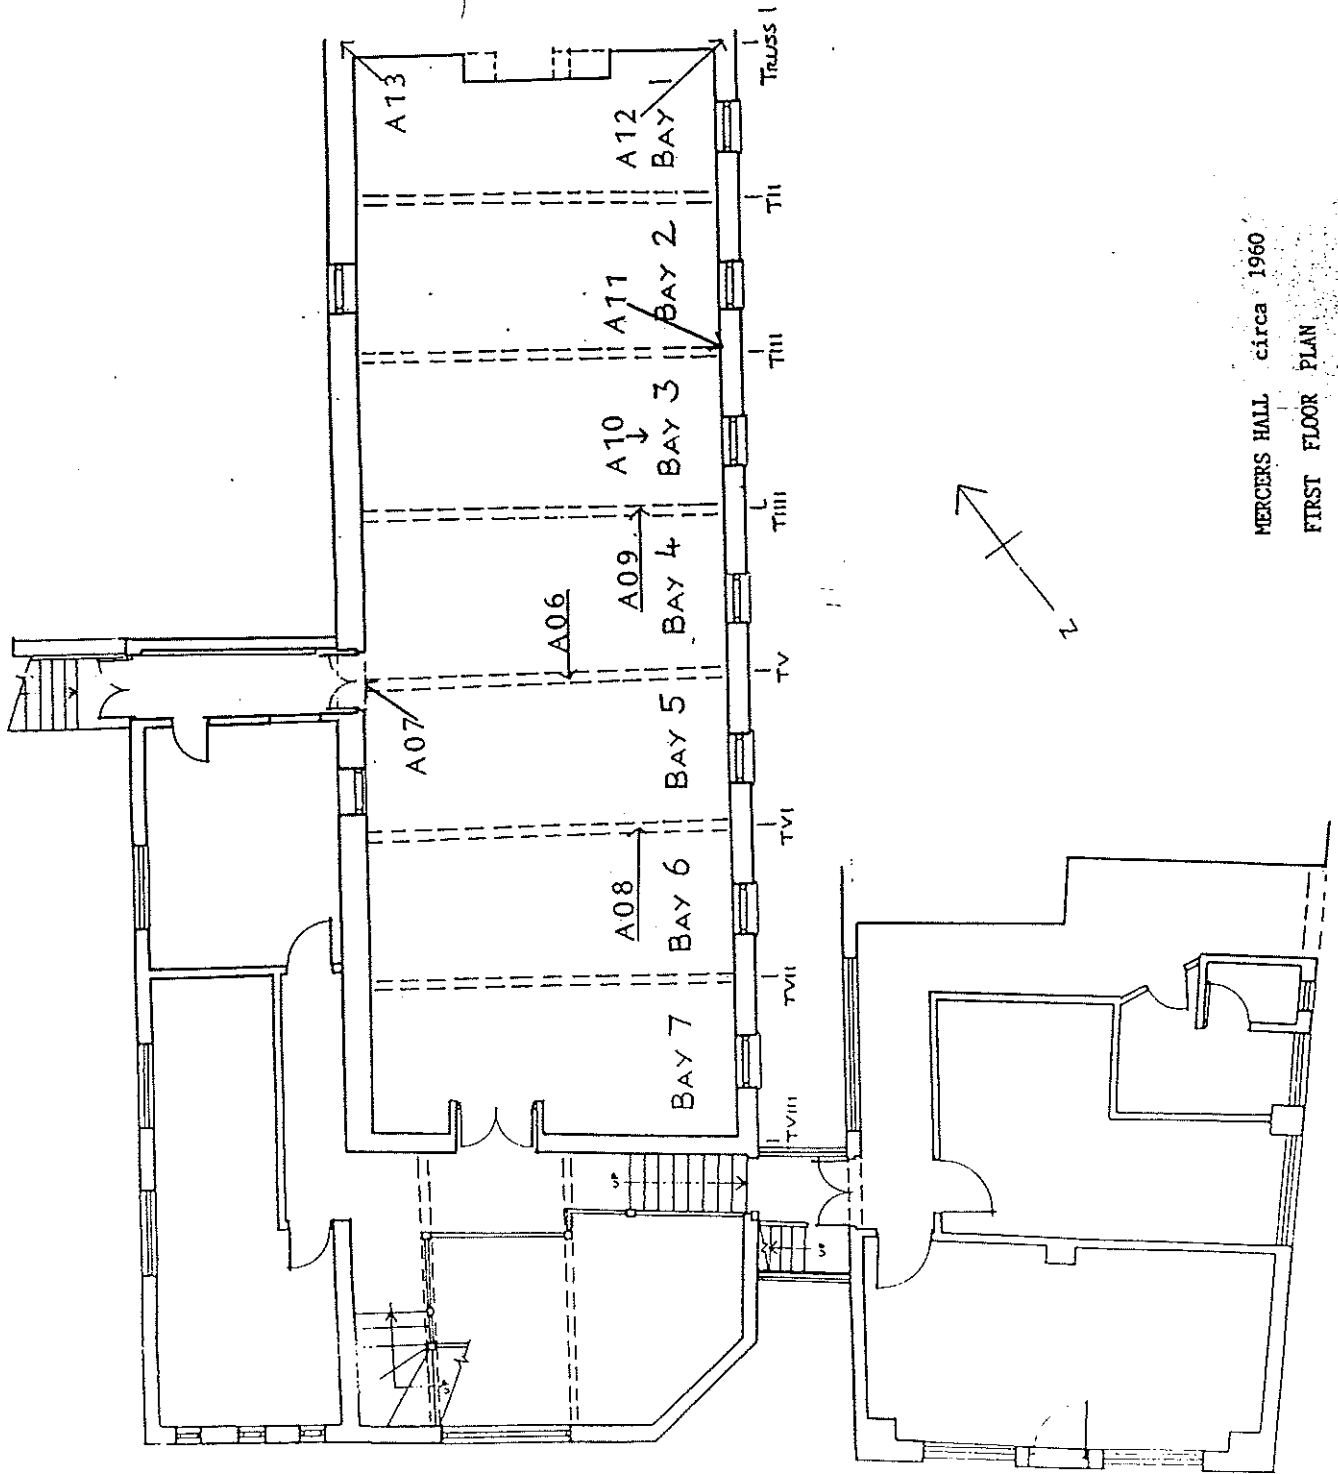 A13
A12
BAY 1
TRUSS I
TII
BAY 2
A11
TIII
A10
BAY 3
TIIII
A09
BAY 4
A06
TV
A07
BAY 5
TVI
A08
BAY 6
TVII
BAY 7
TVIII
N
MERCERS HALL circa 1960
FIRST FLOOR PLAN